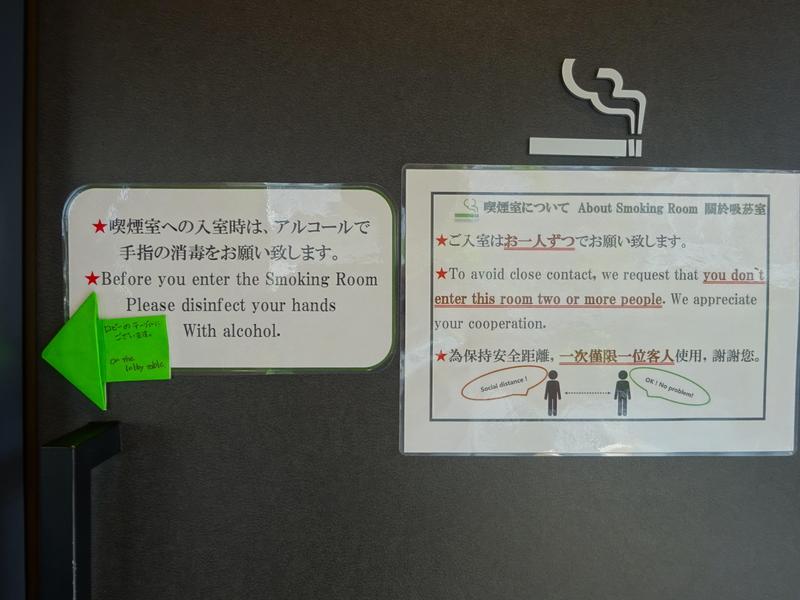 ★喫煙室への入室時は、アルコールで
手指の消毒をお願い致します。
★Before you enter the Smoking Room
Please disinfect your hands
With alcohol.
ロビーのテーブルに
ございます。
On the
lobby table.
喫煙室について About Smoking Room 關於吸菸室
★ご入室はお一人ずつでお願い致します。
★To avoid close contact, we request that you don`t
enter this room two or more people. We appreciate
your cooperation.
★為保持安全距離，一次僅限一位客人使用，謝謝您。
Social distance !
OK ! No problem!